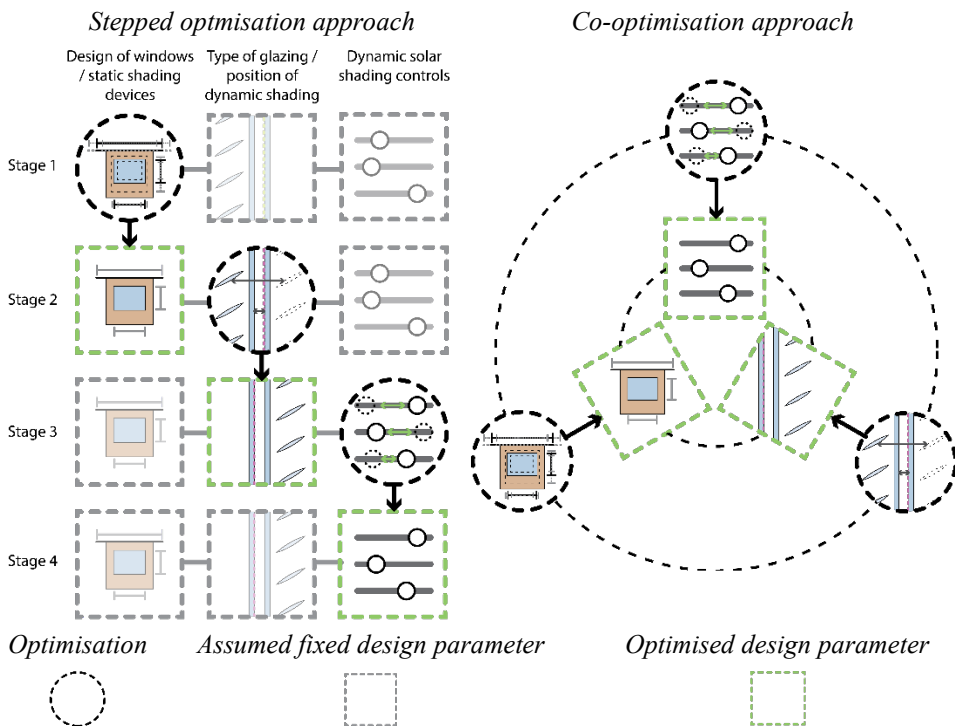 Stepped optmisation approach
Co-optimisation approach
Design of windows
/ static shading
devices
Type of glazing /
position of
dynamic shading
Dynamic solar
shading controls
Stage 1
Stage 2
Stage 3
Stage 4
Optimisation
Assumed fixed design parameter
Optimised design parameter